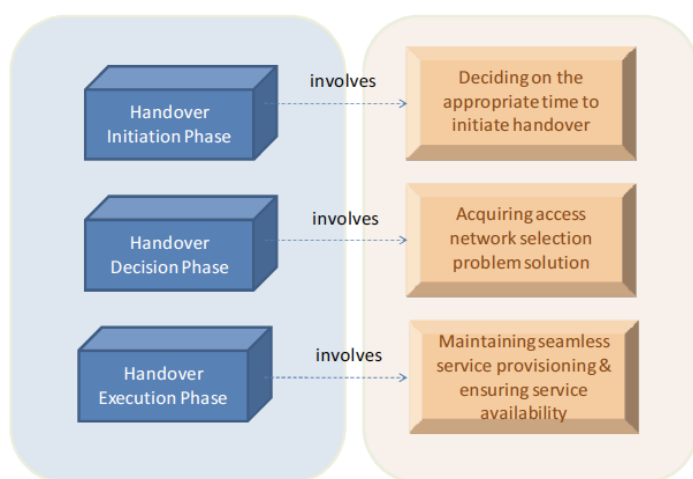 involves
Handover
Initiation Phase
Deciding on the
appropriate time to
initiate handover
involves
Handover
Decision Phase
Acquiring access
network selection
problem solution
involves
Handover
Execution Phase
Maintaining seamless
service provisioning &
ensuring service
availability